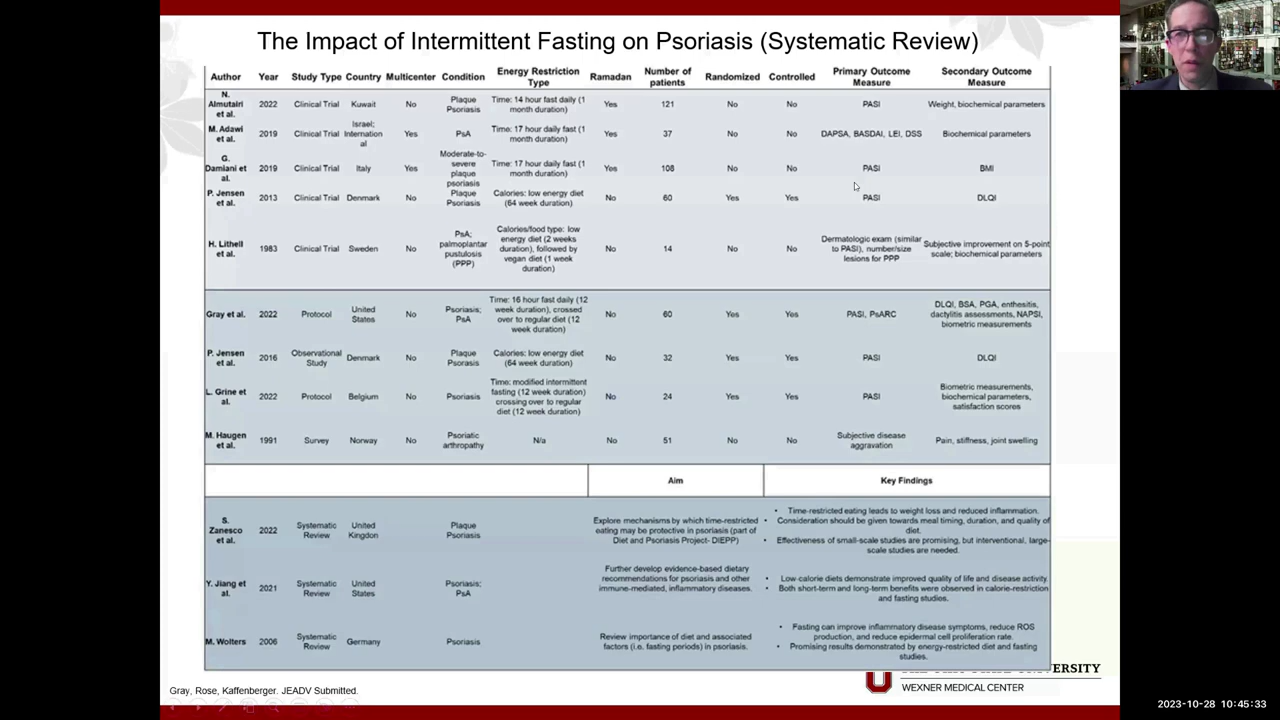 The Impact of Intermittent Fasting on Psoriasis (Systematic Review)
Author Year Study Type Country Multicenter Condition Energy Restriction Type Ramadan Number of patients Randomized Controlled Primary Outcome Measure Secondary Outcome Measure
N. Almutairi et al. 2022 Clinical Trial Kuwait No Plaque Psoriasis Time: 14 hour fast daily (1 month duration) Yes 121 No No PASI Weight, biochemical parameters
M. Adawi et al. 2019 Clinical Trial Israel; Internation al Yes PsA Time: 17 hour daily fast (1 month duration) Yes 37 No No DAPSA, BASDAI, LEI, DSS Biochemical parameters
G. Damiani et al. 2019 Clinical Trial Italy Yes Moderate-to-severe plaque psoriasis Time: 17 hour daily fast (1 month duration) Yes 108 No No PASI BMI
P. Jensen et al. 2013 Clinical Trial Denmark No Plaque Psoriasis Calories: low energy diet (64 week duration) No 60 Yes Yes PASI DLQI
H. Lithell et al. 1983 Clinical Trial Sweden No PsA; palmoplantar pustulosis (PPP) Calories/food type: low energy diet (2 weeks duration), followed by vegan diet (1 week duration) No 14 No No Dermatologic exam (similar to PASI), number/size lesions for PPP Subjective improvement on 5-point scale; biochemical parameters
Gray et al. 2022 Protocol United States No Psoriasis; PsA Time: 16 hour fast daily (12 week duration), crossed over to regular diet (12 week duration) No 60 Yes Yes PASI, PsARC DLQI, BSA, PGA, enthesitis, dactylitis assessments, NAPSI, biometric measurements
P. Jensen et al. 2016 Observational Study Denmark No Plaque Psorasis Calories: low energy diet (64 week duration) No 32 Yes Yes PASI DLQI
L. Grine et al. 2022 Protocol Belgium No Psoriasis Time: modified intermittent fasting (12 week duration) crossing over to regular diet (12 week duration) No 24 Yes Yes PASI Biometric measurements, biochemical parameters, satisfaction scores
M. Haugen et al. 1991 Survey Norway No Psoriatic arthropathy N/a No 51 No No Subjective disease aggravation Pain, stiffness, joint swelling
Aim Key Findings
S. Zanesco et al. 2022 Systematic Review United Kingdon Plaque Psoriasis Explore mechanisms by which time-restricted eating may be protective in psoriasis (part of Diet and Psoriasis Project- DIEPP)
• Time-restricted eating leads to weight loss and reduced inflammation.
• Consideration should be given towards meal timing, duration, and quality of diet.
• Effectiveness of small-scale studies are promising, but interventional, large-scale studies are needed.
Y. Jiang et al. 2021 Systematic Review United States Psoriasis; PsA Further develop evidence-based dietary recommendations for psoriasis and other immune-mediated, inflammatory diseases.
• Low-calorie diets demonstrate improved quality of life and disease activity.
• Both short-term and long-term benefits were observed in calorie-restriction and fasting studies.
M. Wolters 2006 Systematic Review Germany Psoriasis Review importance of diet and associated factors (i.e. fasting periods) in psoriasis.
• Fasting can improve inflammatory disease symptoms, reduce ROS production, and reduce epidermal cell proliferation rate.
• Promising results demonstrated by energy-restricted diet and fasting studies.
Gray, Rose, Kaffenberger. JEADV Submitted.
WEXNER MEDICAL CENTER
2023-10-28 10:45:33